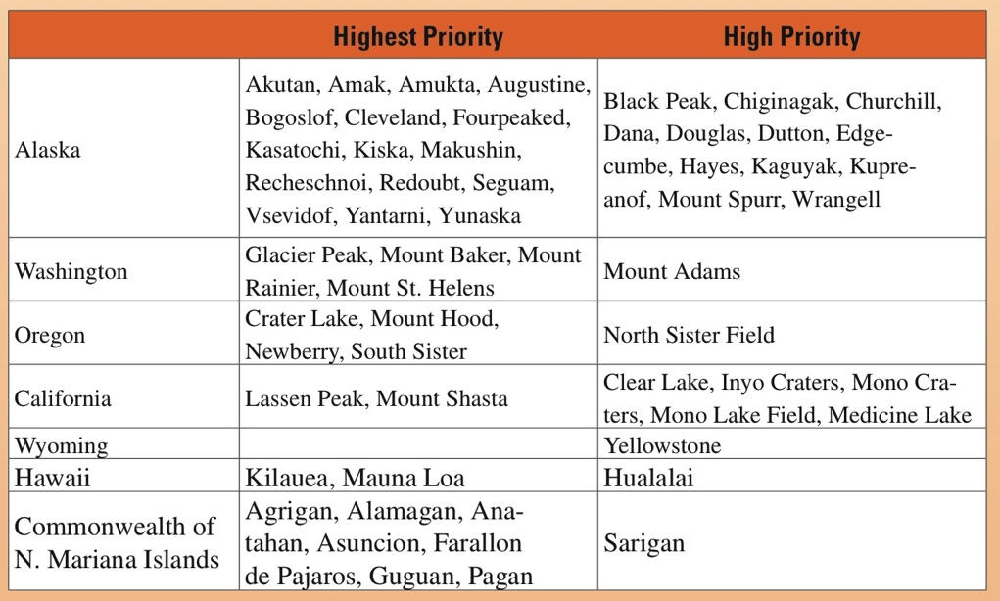 Highest Priority
High Priority
Alaska
Akutan, Amak, Amukta, Augustine,
Bogoslof, Cleveland, Fourpeaked,
Kasatochi, Kiska, Makushin,
Recheschnoi, Redoubt, Seguam,
Vsevidof, Yantarni, Yunaska
Black Peak, Chiginagak, Churchill,
Dana, Douglas, Dutton, Edge-
cumbe, Hayes, Kaguyak, Kupre-
anof, Mount Spurr, Wrangell
Washington
Glacier Peak, Mount Baker, Mount
Rainier, Mount St. Helens
Mount Adams
Oregon
Crater Lake, Mount Hood,
Newberry, South Sister
North Sister Field
California
Lassen Peak, Mount Shasta
Clear Lake, Inyo Craters, Mono Cra-
ters, Mono Lake Field, Medicine Lake
Wyoming
Yellowstone
Hawaii
Kilauea, Mauna Loa
Hualalai
Commonwealth of
N. Mariana Islands
Agrigan, Alamagan, Ana-
tahan, Asuncion, Farallon
de Pajaros, Guguan, Pagan
Sarigan